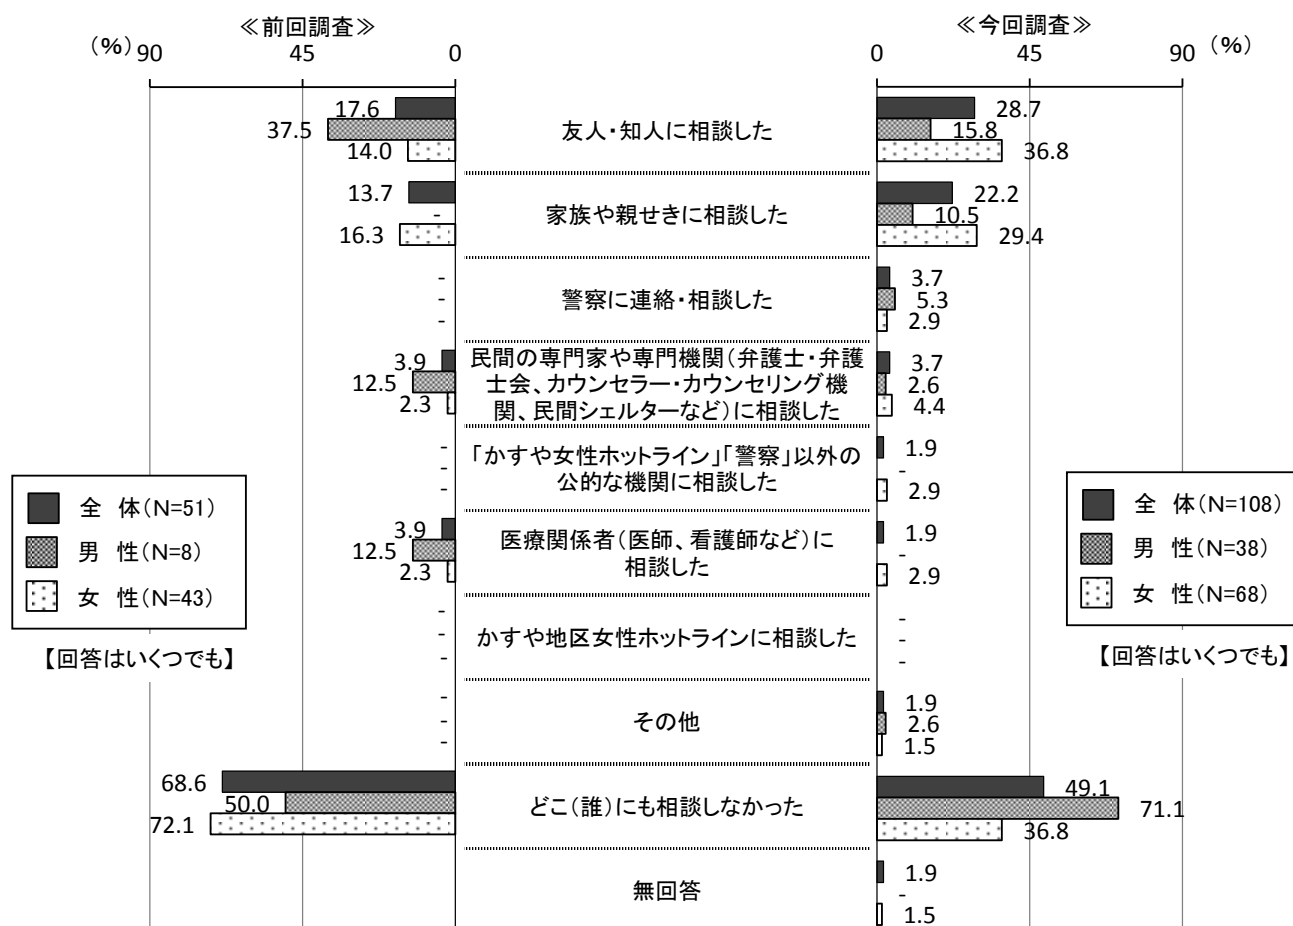 ≪前回調査≫
≪今回調査≫
(%)
90
45
0
0
45
90
(%)
17.6
37.5
14.0
友人・知人に相談した
28.7
15.8
36.8
13.7
-
16.3
家族や親せきに相談した
22.2
10.5
29.4
-
-
-
警察に連絡・相談した
3.7
5.3
2.9
3.9
12.5
2.3
民間の専門家や専門機関(弁護士・弁護
士会、カウンセラー・カウンセリング機
関、民間シェルターなど)に相談した
3.7
2.6
4.4
-
-
-
「かすや女性ホットライン」「警察」以外の
公的な機関に相談した
1.9
-
2.9
3.9
12.5
2.3
医療関係者(医師、看護師など)に
相談した
1.9
-
2.9
-
-
-
かすや地区女性ホットラインに相談した
-
-
-
-
-
-
その他
1.9
2.6
1.5
68.6
50.0
72.1
どこ(誰)にも相談しなかった
49.1
71.1
36.8
無回答
1.9
-
1.5
全 体(N=51)
男 性(N=8)
女 性(N=43)
【回答はいくつでも】
全 体(N=108)
男 性(N=38)
女 性(N=68)
【回答はいくつでも】